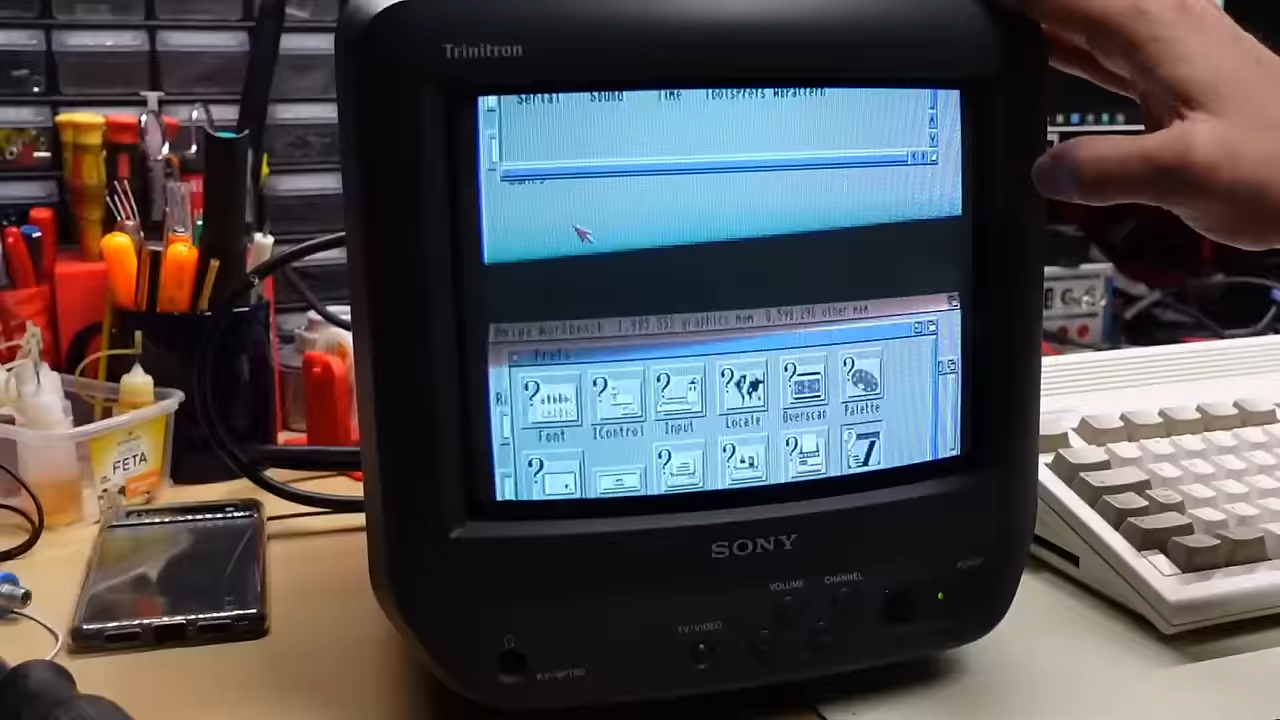 Trinitron
Serial Sound Time ToolsPrefs WBPattern
Amiga Workbench graphics mem other mem
Prefs
Font IControl Input Locale Overscan Palette
SONY
VOLUME CHANNEL
POWER
TV/VIDEO
FETA